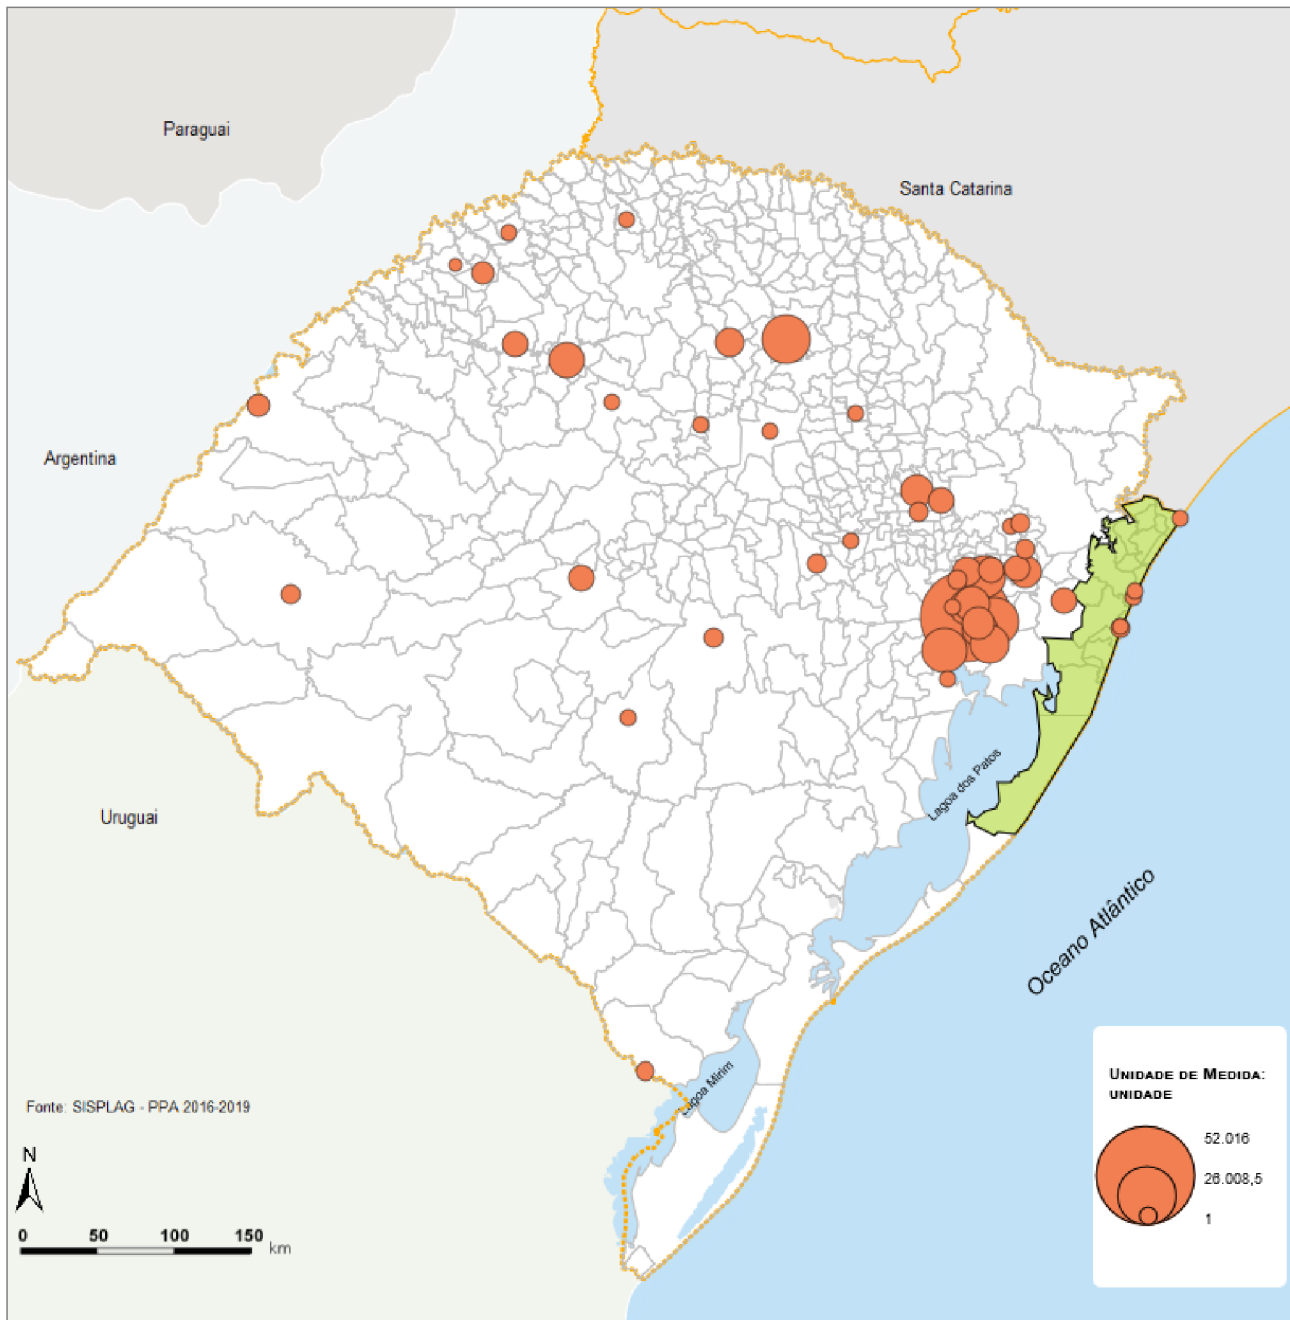 Paraguai
Santa Catarina
Argentina
Uruguai
Lagoa dos Patos
Oceano Atlântico
Lagoa Mirim
Fonte: SISPLAG - PPA 2016-2019
N
0 50 100 150
km
UNIDADE DE MEDIDA:
UNIDADE
52.016
26.008,5
1